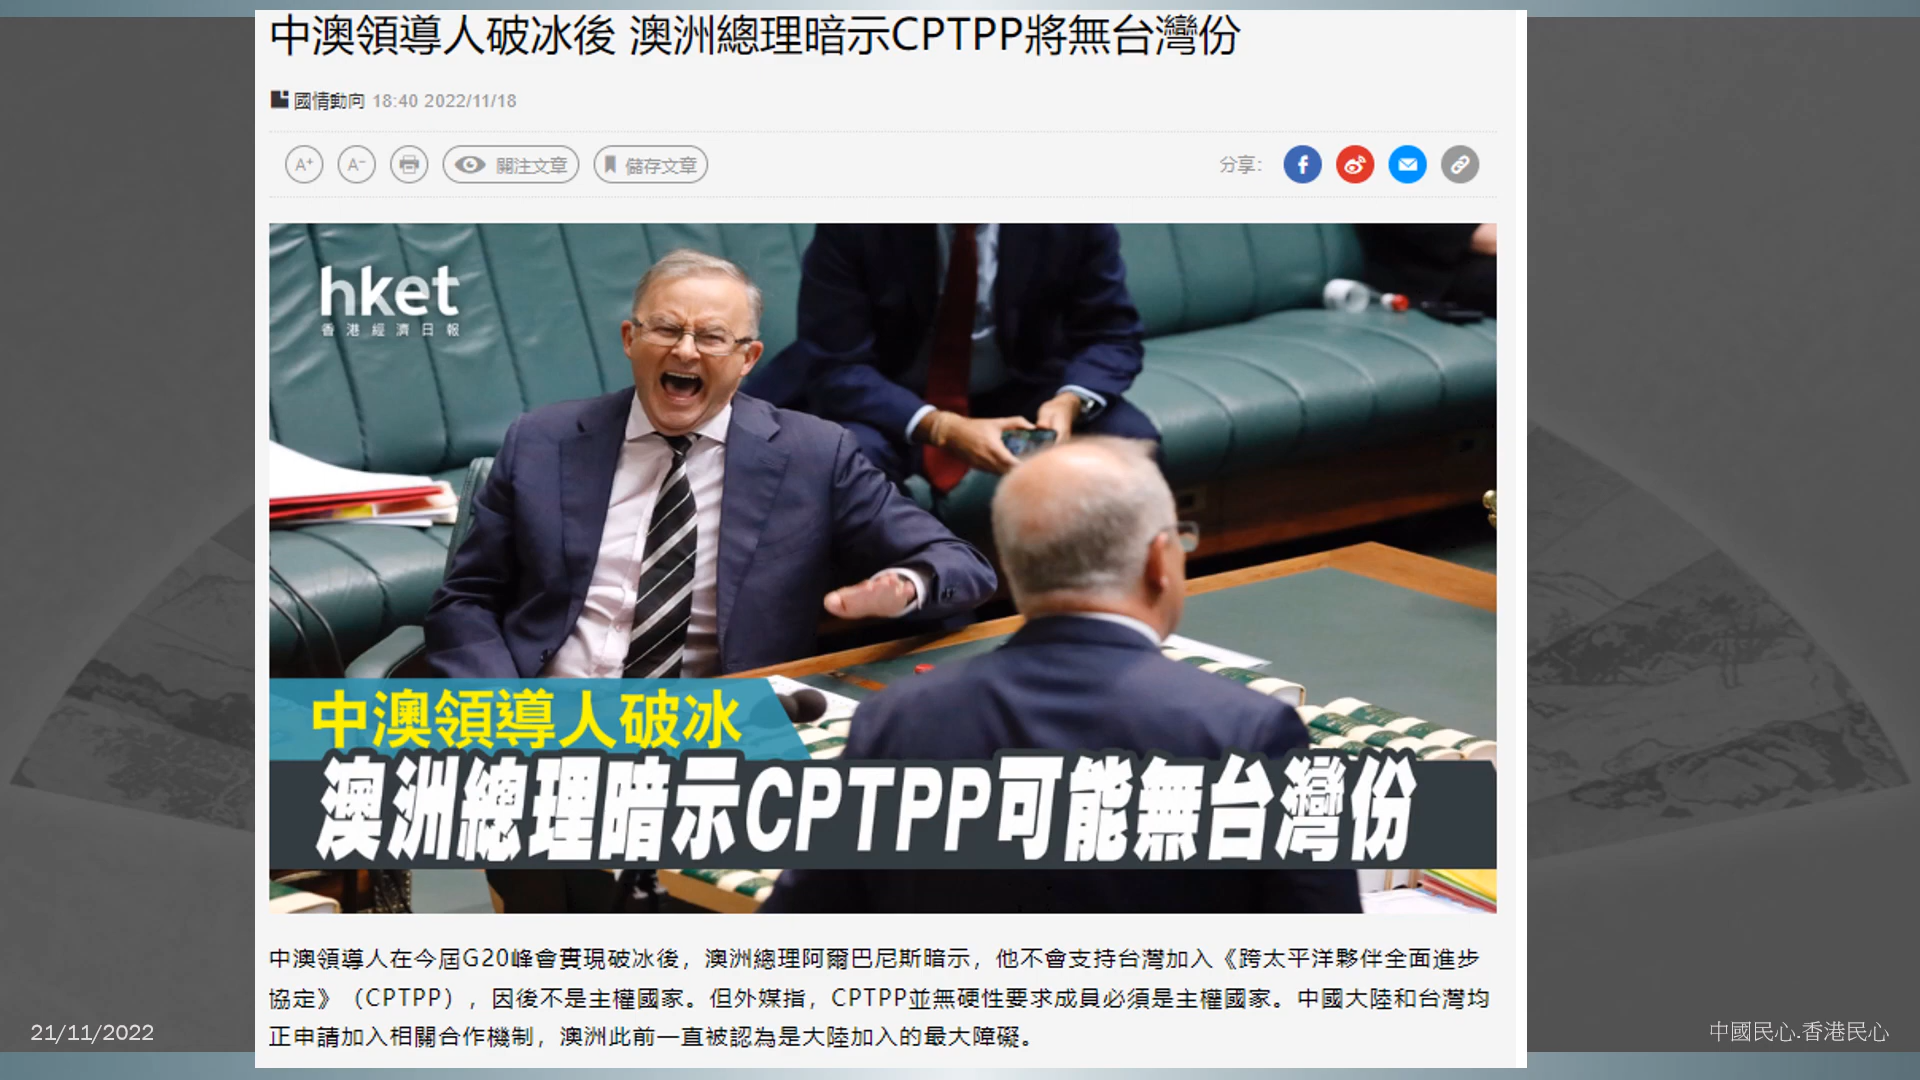 中澳領導人破冰後 澳洲總理暗示CPTPP將無台灣份
國情動向 18:40 2022/11/18
A+ A- 關注文章 儲存文章 分享:
hket
香港經濟日報
中澳領導人破冰
澳洲總理暗示CPTPP可能無台灣份
中澳領導人在今屆G20峰會實現破冰後，澳洲總理阿爾巴尼斯暗示，他不會支持台灣加入《跨太平洋夥伴全面進步
協定》（CPTPP），因後不是主權國家。但外媒指，CPTPP並無硬性要求成員必須是主權國家。中國大陸和台灣均
正申請加入相關合作機制，澳洲此前一直被認為是大陸加入的最大障礙。
21/11/2022
中國民心.香港民心